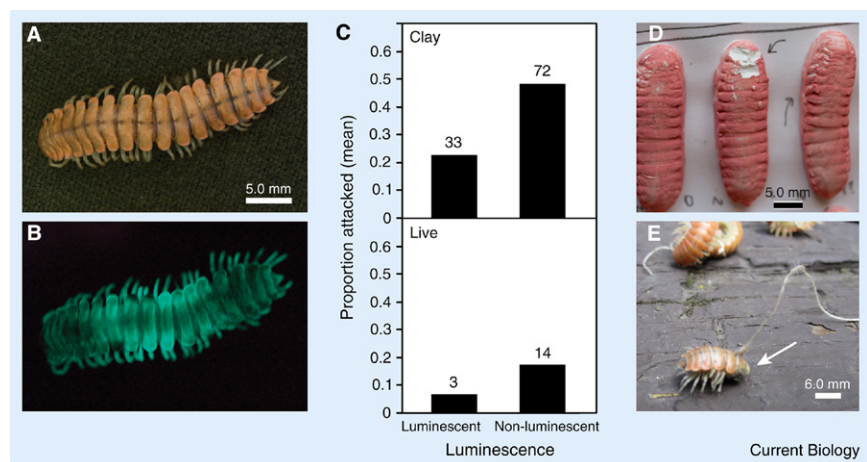 A
5.0 mm
B
C
Proportion attacked (mean)
Clay
0.6
0.5
0.4
0.3
0.2
0.1
0
33
72
Live
0.6
0.5
0.4
0.3
0.2
0.1
0
3
14
Luminescent
Non-luminescent
Luminescence
D
5.0 mm
E
6.0 mm
Current Biology